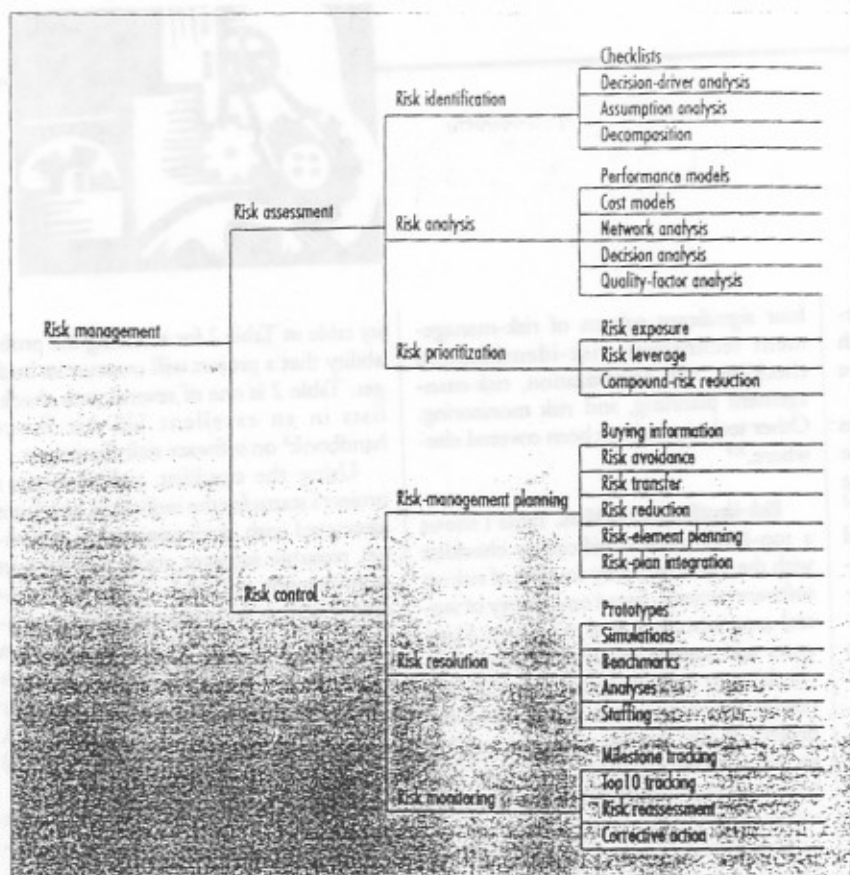 Risk management
Risk assessment
Risk identification
Checklists
Decision-driver analysis
Assumption analysis
Decomposition
Risk analysis
Performance models
Cost models
Network analysis
Decision analysis
Quality-factor analysis
Risk prioritization
Risk exposure
Risk leverage
Compound-risk reduction
Risk control
Risk-management planning
Buying information
Risk avoidance
Risk transfer
Risk reduction
Risk-element planning
Risk-plan integration
Risk resolution
Prototypes
Simulations
Benchmarks
Analyses
Staffing
Risk monitoring
Milestone tracking
Top10 tracking
Risk reassessment
Corrective action